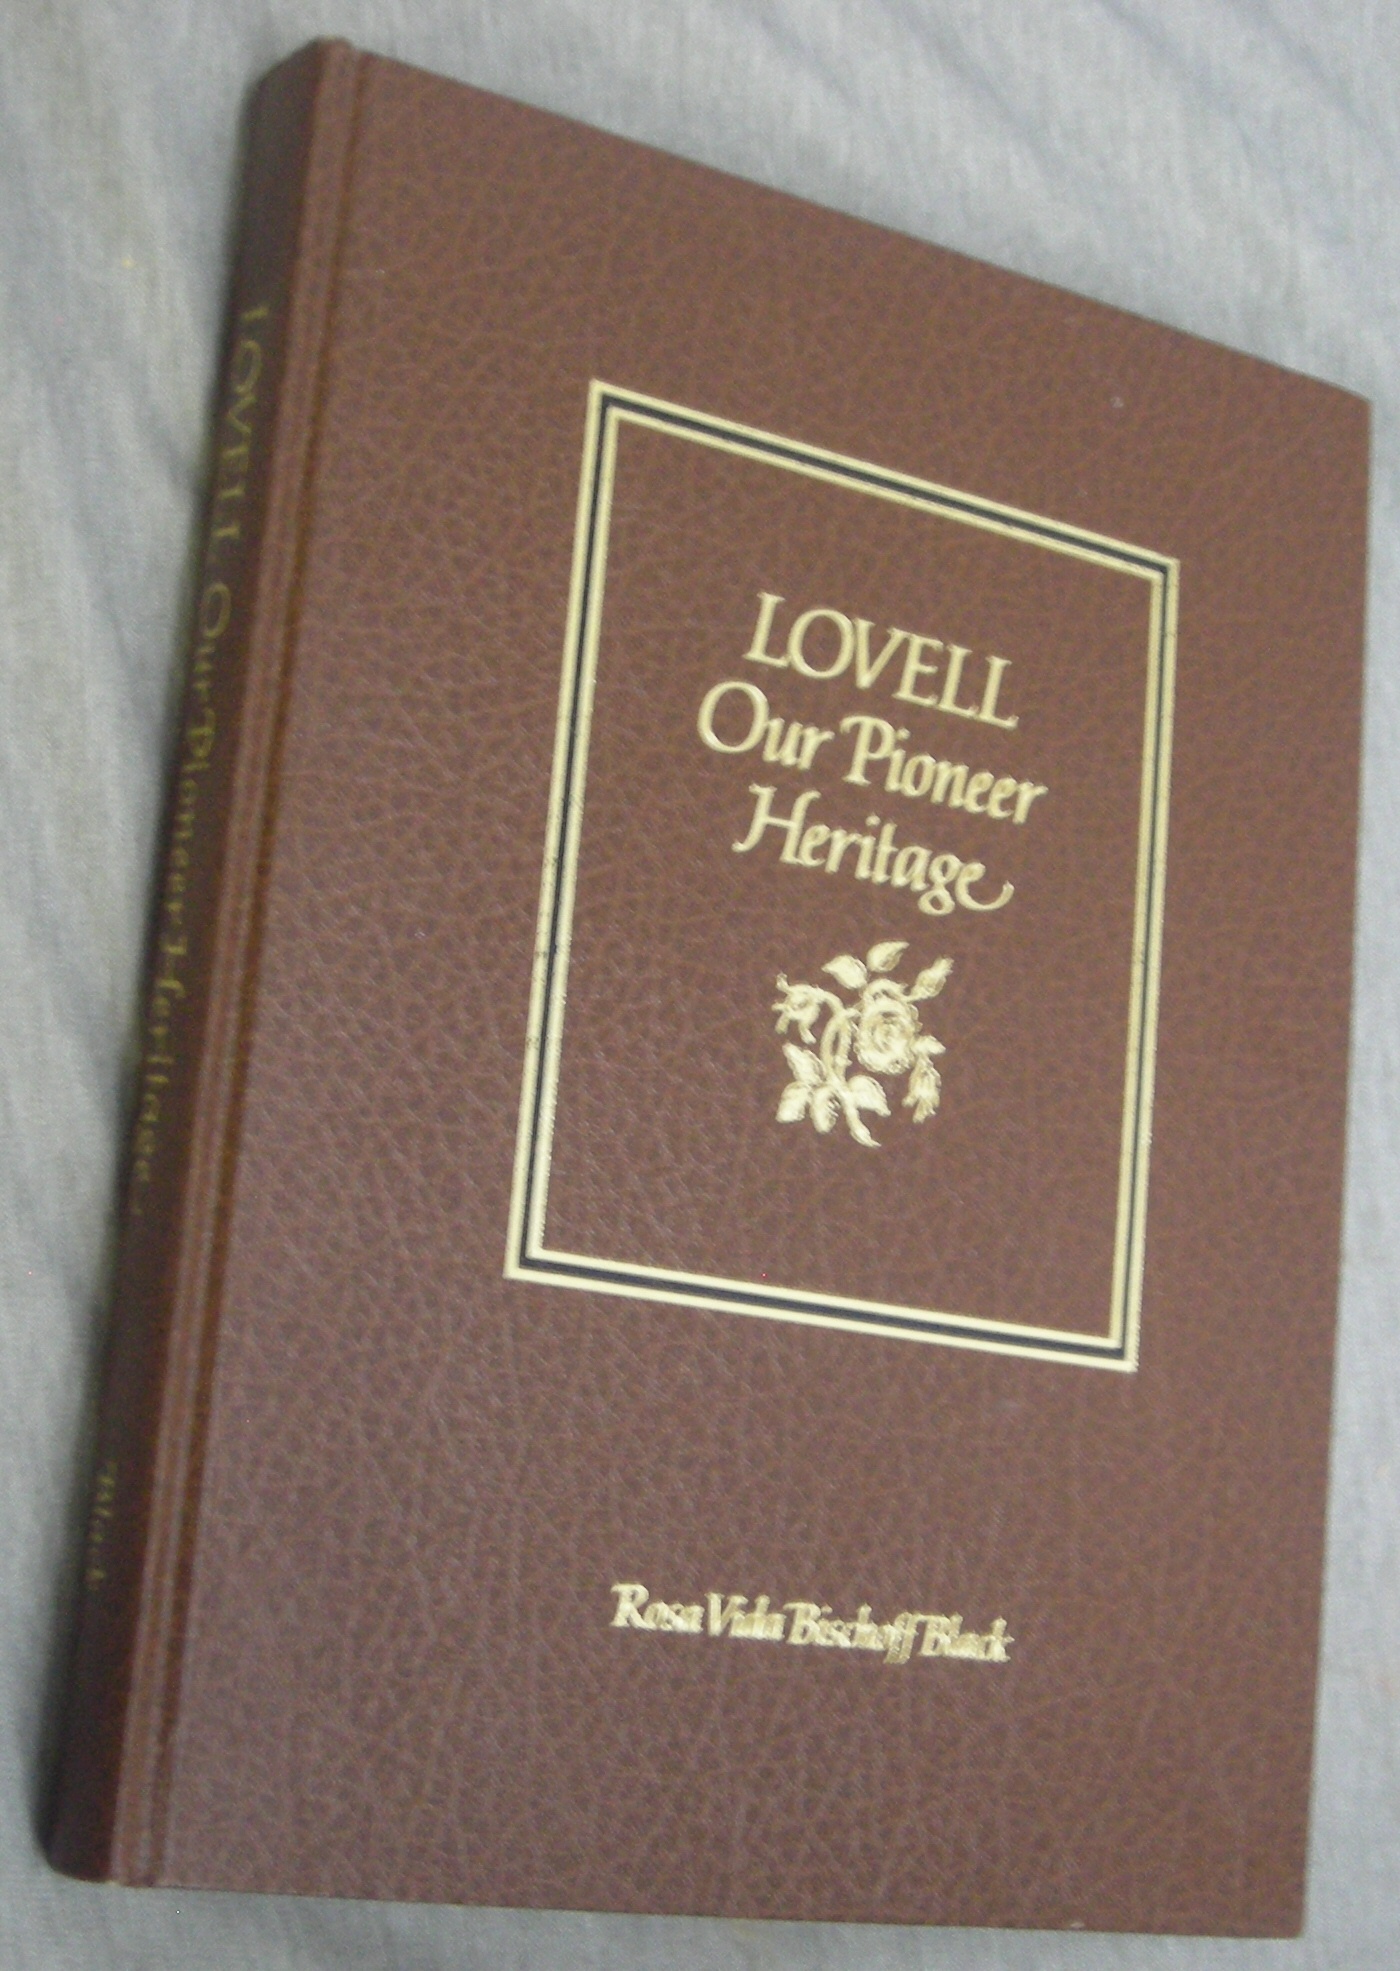 LOVELL
Our Pioneer
Heritage
Rosa Vida Bischoff Black
LOVELL Our Pioneer Heritage
Black